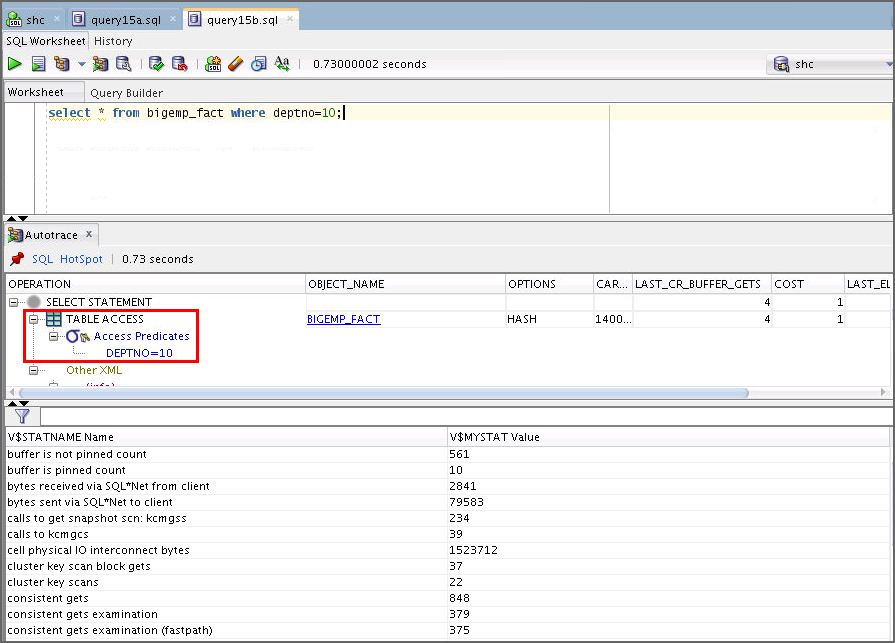 shc query15a.sql query15b.sql
SQL Worksheet History
0.73000002 seconds shc
Worksheet Query Builder
select * from bigemp_fact where deptno=10;
Autotrace x
SQL HotSpot 0.73 seconds
OPERATION OBJECT_NAME OPTIONS CAR... LAST_CR_BUFFER_GETS COST LAST_EL
SELECT STATEMENT 4 1
TABLE ACCESS BIGEMP_FACT HASH 1400... 4 1
Access Predicates
DEPTNO=10
Other XML
V$STATNAME Name V$MYSTAT Value
buffer is not pinned count 561
buffer is pinned count 10
bytes received via SQL*Net from client 2841
bytes sent via SQL*Net to client 79583
calls to get snapshot scn: kcmgss 234
calls to kcmgcs 39
cell physical IO interconnect bytes 1523712
cluster key scan block gets 37
cluster key scans 22
consistent gets 848
consistent gets examination 379
consistent gets examination (fastpath) 375